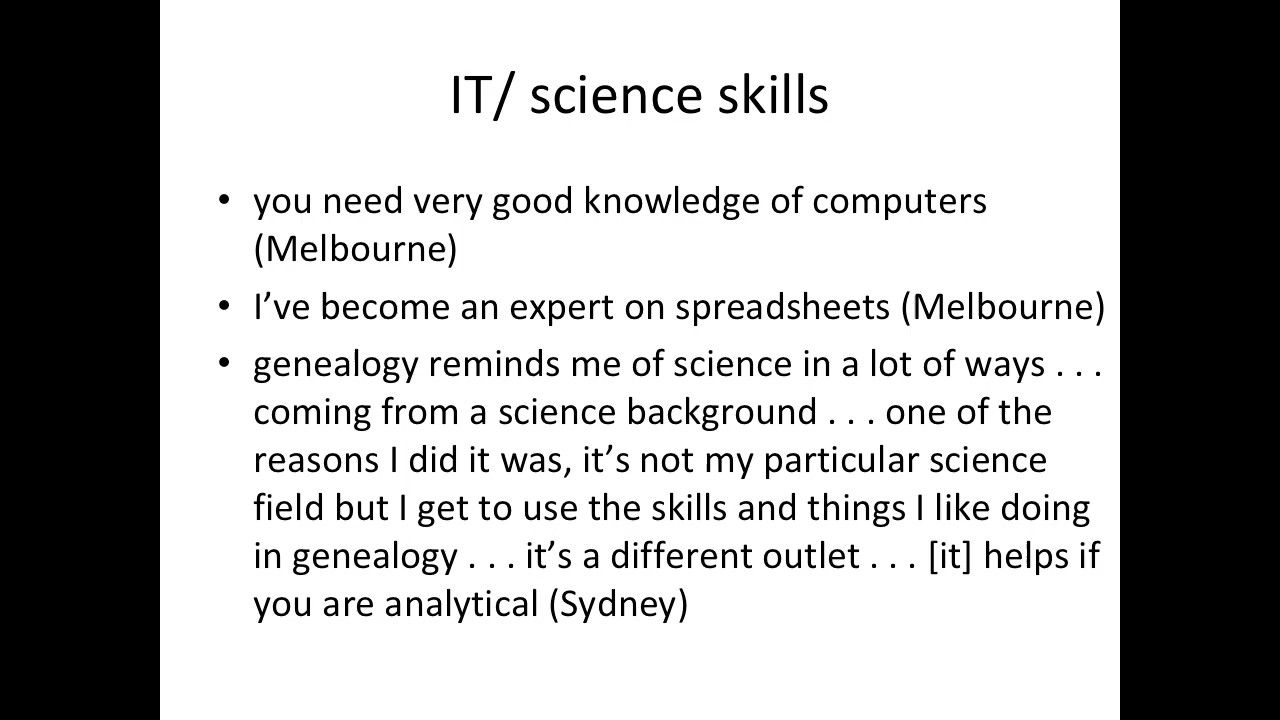 IT/ science skills
• you need very good knowledge of computers
(Melbourne)
• I’ve become an expert on spreadsheets (Melbourne)
• genealogy reminds me of science in a lot of ways . . .
coming from a science background . . . one of the
reasons I did it was, it’s not my particular science
field but I get to use the skills and things I like doing
in genealogy . . . it’s a different outlet . . . [it] helps if
you are analytical (Sydney)